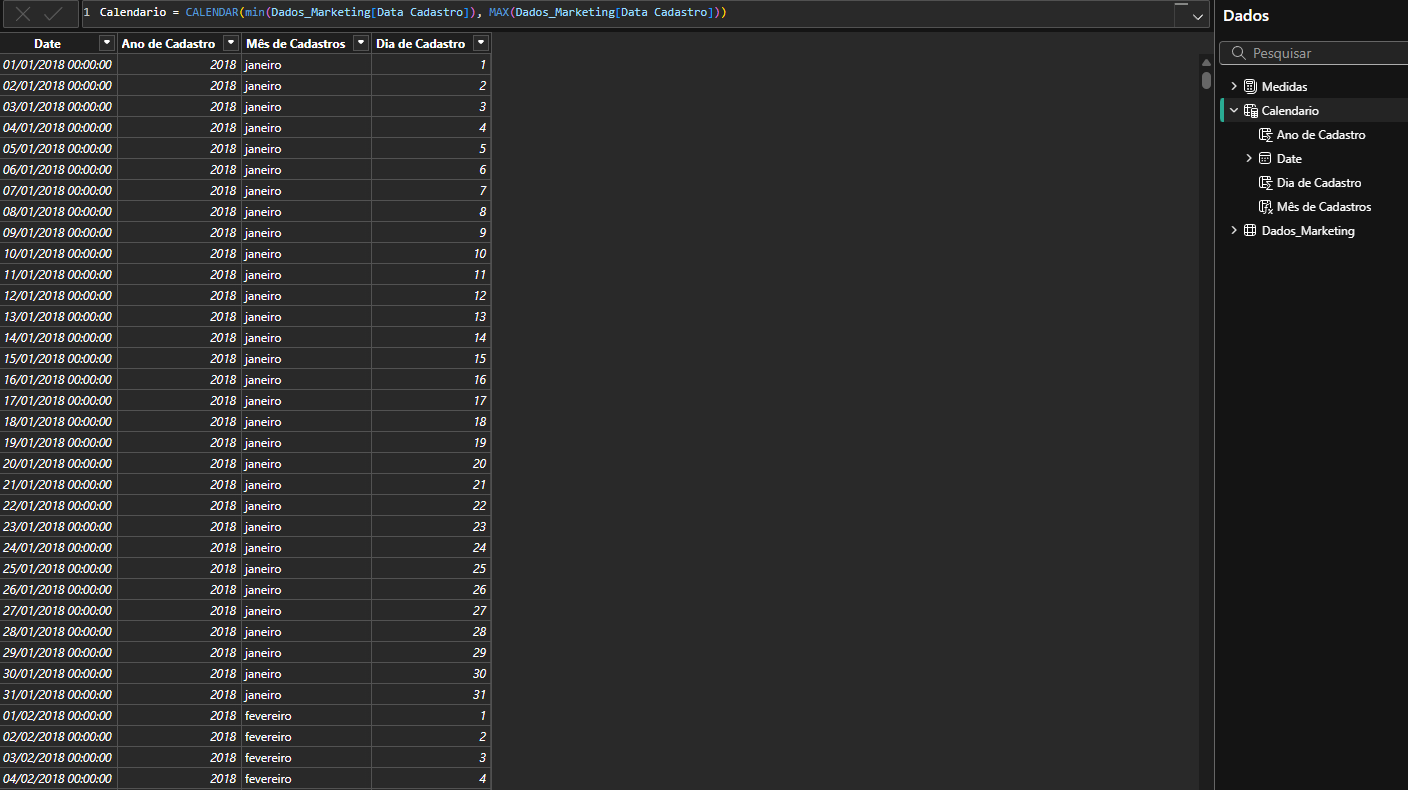 1 Calendario = CALENDAR(min(Dados_Marketing[Data Cadastro]), MAX(Dados_Marketing[Data Cadastro]))
Date Ano de Cadastro Mês de Cadastros Dia de Cadastro
01/01/2018 00:00:00 2018 janeiro 1
02/01/2018 00:00:00 2018 janeiro 2
03/01/2018 00:00:00 2018 janeiro 3
04/01/2018 00:00:00 2018 janeiro 4
05/01/2018 00:00:00 2018 janeiro 5
06/01/2018 00:00:00 2018 janeiro 6
07/01/2018 00:00:00 2018 janeiro 7
08/01/2018 00:00:00 2018 janeiro 8
09/01/2018 00:00:00 2018 janeiro 9
10/01/2018 00:00:00 2018 janeiro 10
11/01/2018 00:00:00 2018 janeiro 11
12/01/2018 00:00:00 2018 janeiro 12
13/01/2018 00:00:00 2018 janeiro 13
14/01/2018 00:00:00 2018 janeiro 14
15/01/2018 00:00:00 2018 janeiro 15
16/01/2018 00:00:00 2018 janeiro 16
17/01/2018 00:00:00 2018 janeiro 17
18/01/2018 00:00:00 2018 janeiro 18
19/01/2018 00:00:00 2018 janeiro 19
20/01/2018 00:00:00 2018 janeiro 20
21/01/2018 00:00:00 2018 janeiro 21
22/01/2018 00:00:00 2018 janeiro 22
23/01/2018 00:00:00 2018 janeiro 23
24/01/2018 00:00:00 2018 janeiro 24
25/01/2018 00:00:00 2018 janeiro 25
26/01/2018 00:00:00 2018 janeiro 26
27/01/2018 00:00:00 2018 janeiro 27
28/01/2018 00:00:00 2018 janeiro 28
29/01/2018 00:00:00 2018 janeiro 29
30/01/2018 00:00:00 2018 janeiro 30
31/01/2018 00:00:00 2018 janeiro 31
01/02/2018 00:00:00 2018 fevereiro 1
02/02/2018 00:00:00 2018 fevereiro 2
03/02/2018 00:00:00 2018 fevereiro 3
04/02/2018 00:00:00 2018 fevereiro 4
Dados
Pesquisar
Medidas
Calendario
Ano de Cadastro
Date
Dia de Cadastro
Mês de Cadastros
Dados_Marketing